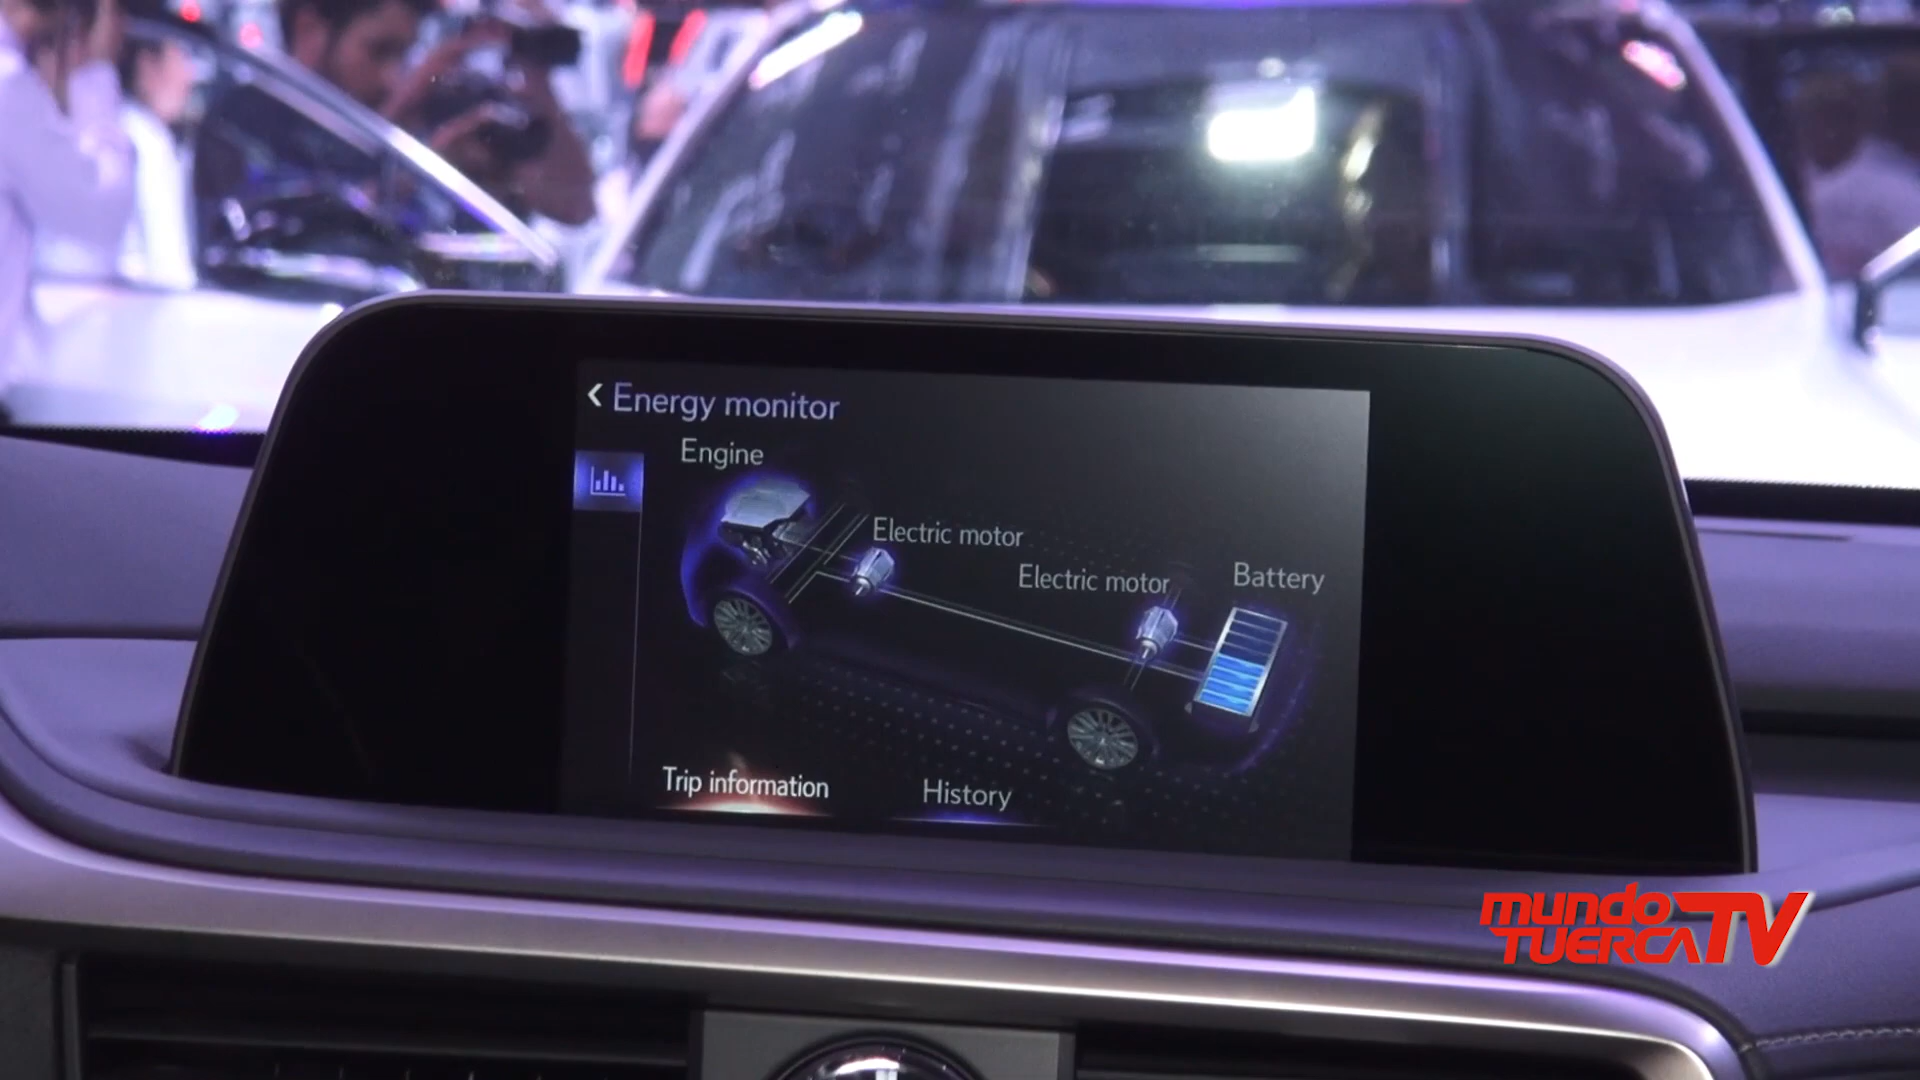 Energy monitor
Engine
Electric motor
Electric motor
Battery
Trip information
History
mundo
TUERCA TV